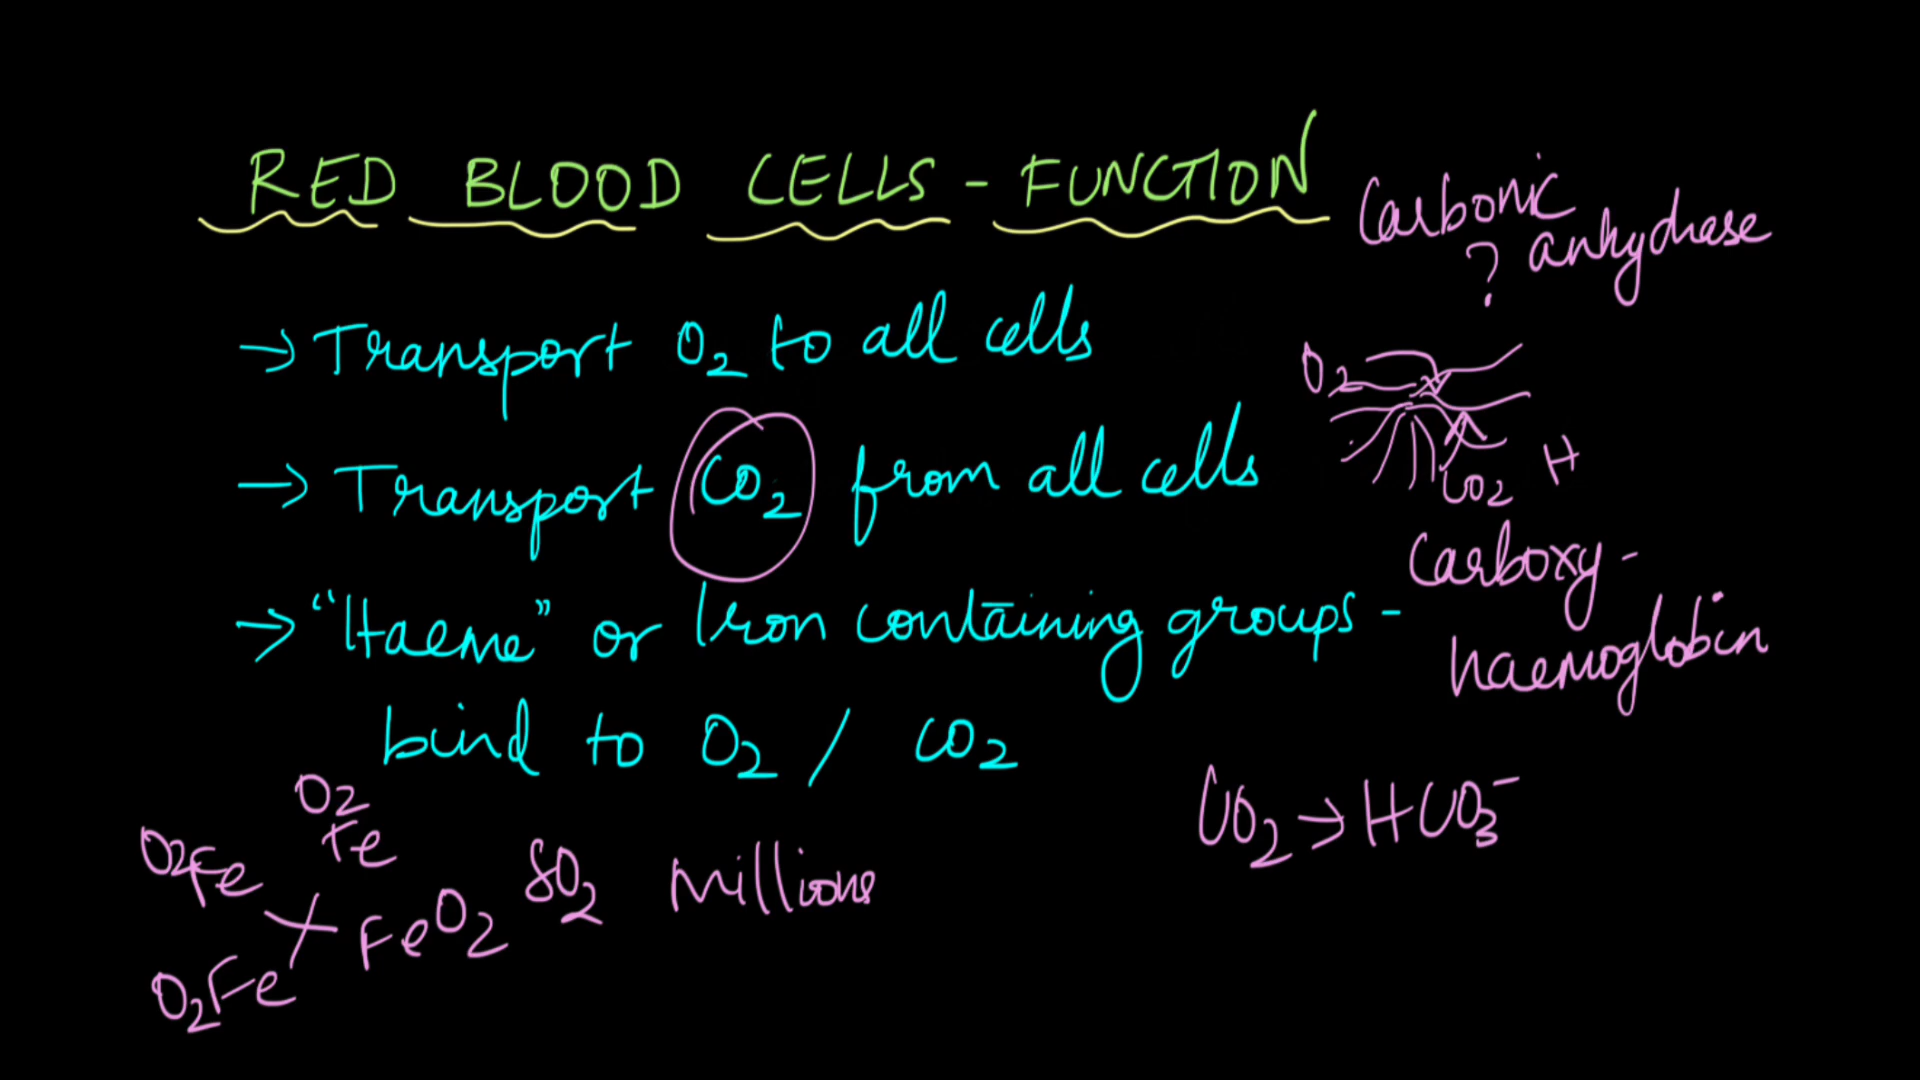 RED BLOOD CELLS - FUNCTION
Carbonic
? anhydrase
→ Transport O2 to all cells
O2
→ Transport CO2 from all cells
CO2 H
Carboxy-
haemoglobin
→ "Haeme" or Iron containing groups -
bind to O2 / CO2
CO2 → HCO3-
O2
Fe
O2Fe
FeO2
8O2 millions
O2Fe